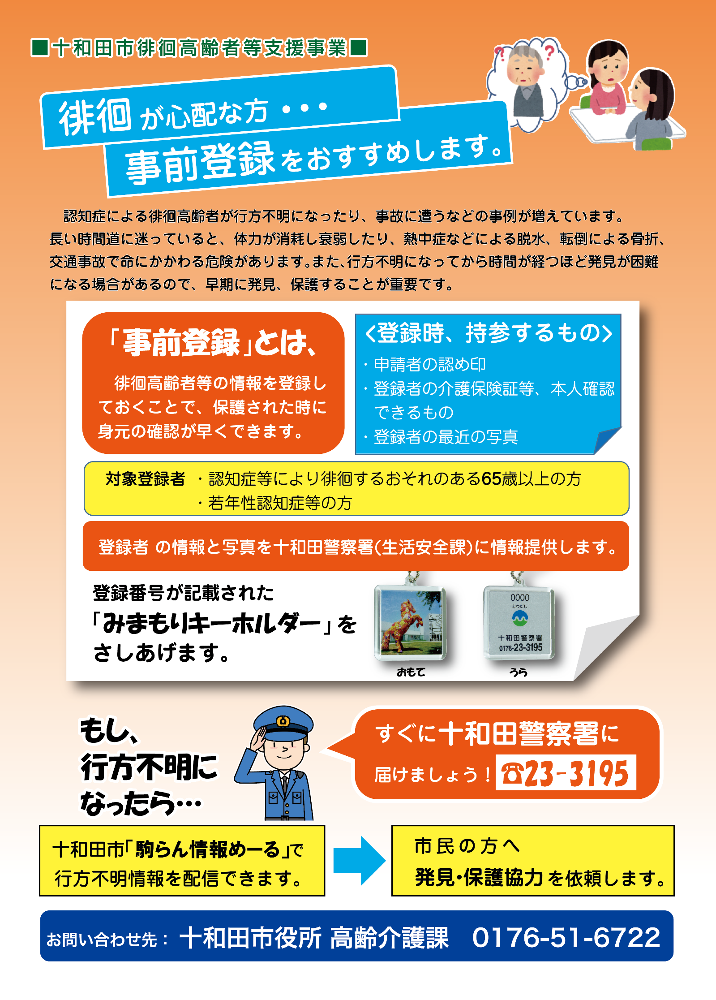 ■十和田市徘徊高齢者等支援事業■
? ?
徘徊が心配な方・・・
事前登録をおすすめします。
認知症による徘徊高齢者が行方不明になったり、事故に遭うなどの事例が増えています。
長い時間道に迷っていると、体力が消耗し衰弱したり、熱中症などによる脱水、転倒による骨折、
交通事故で命にかかわる危険があります。また、行方不明になってから時間が経つほど発見が困難
になる場合があるので、早期に発見、保護することが重要です。
「事前登録」とは、
徘徊高齢者等の情報を登録し
ておくことで、保護された時に
身元の確認が早くできます。
<登録時、持参するもの>
・申請者の認め印
・登録者の介護保険証等、本人確認
できるもの
・登録者の最近の写真
対象登録者 ・認知症等により徘徊するおそれのある65歳以上の方
・若年性認知症等の方
登録者 の情報と写真を十和田警察署(生活安全課)に情報提供します。
登録番号が記載された
「みまもりキーホルダー」を
さしあげます。
0000
とわだし
十和田警察署
0176-23-3195
おもて
うら
もし、
行方不明に
なったら…
すぐに十和田警察署に
届けましょう!☎23-3195
十和田市「駒らん情報めーる」で
行方不明情報を配信できます。
市民の方へ
発見・保護協力を依頼します。
お問い合わせ先: 十和田市役所 高齢介護課 0176-51-6722